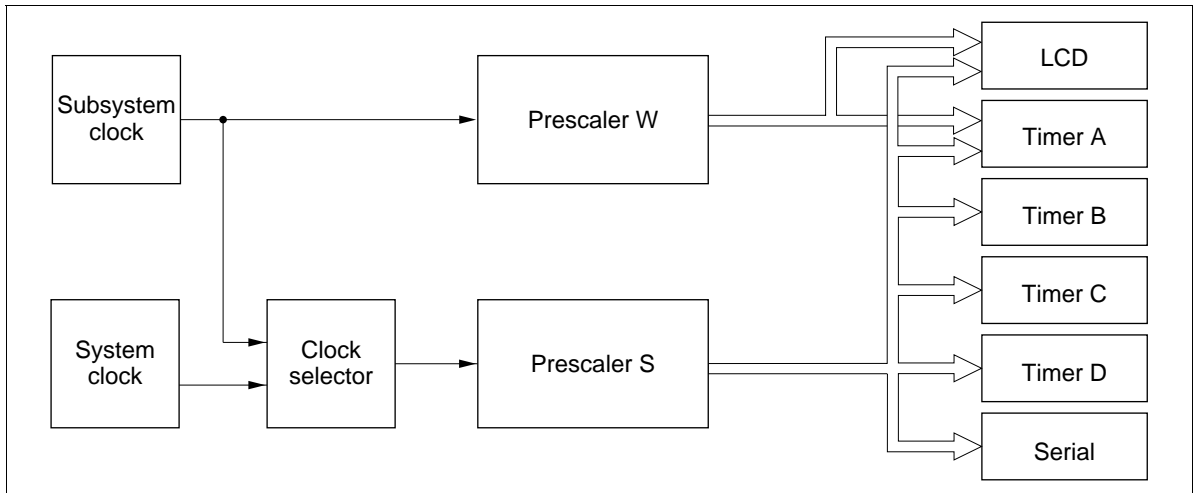 Subsystem
clock
Prescaler W
LCD
Timer A
Timer B
System
clock
Clock
selector
Prescaler S
Timer C
Timer D
Serial